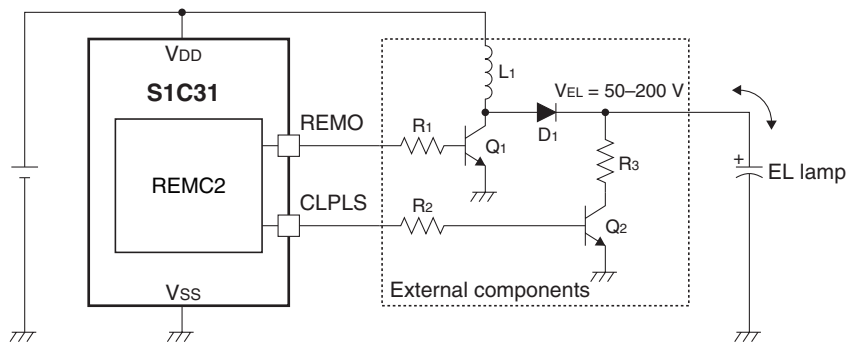 VDD
S1C31
REMC2
VSS
REMO
CLPLS
R1
R2
L1
Q1
VEL = 50–200 V
D1
R3
Q2
External components
+
EL lamp